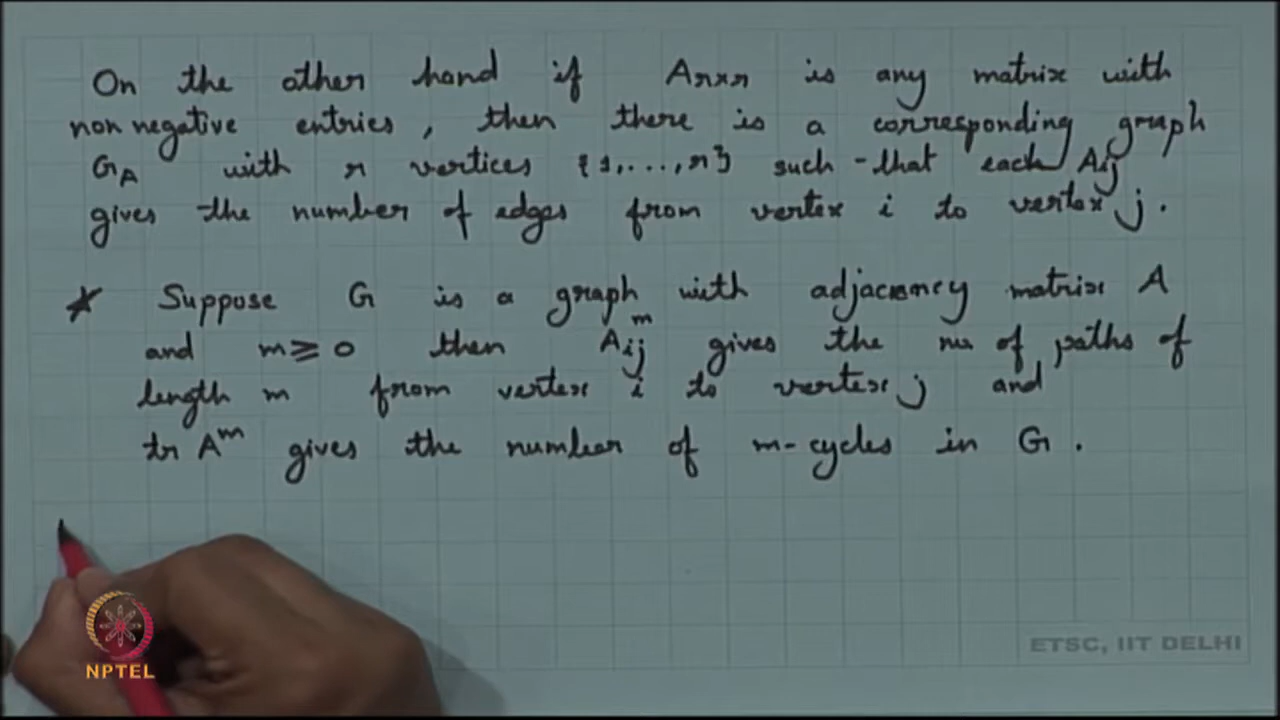 On the other hand if Arxr is any matrix with
non negative entries, then there is a corresponding graph
GA with r vertices {1,...,r} such that each Aij
gives the number of edges from vertex i to vertex j.
* Suppose G is a graph with adjacency matrix A
and m ≥ 0 then Aij^m gives the no of paths of
length m from vertex i to vertex j and
tr A^m gives the number of m-cycles in G.
NPTEL
ETSC, IIT DELHI